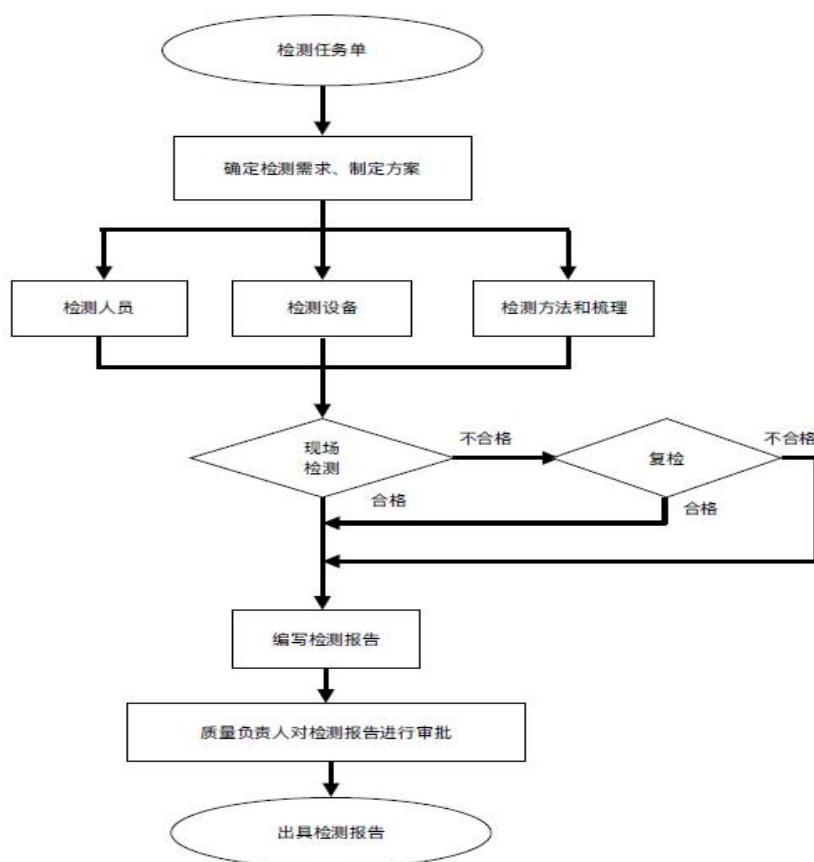 检测任务单
确定检测需求、制定方案
检测人员
检测设备
检测方法和梳理
现场
检测
不合格
复检
不合格
合格
合格
编写检测报告
质量负责人对检测报告进行审批
出具检测报告